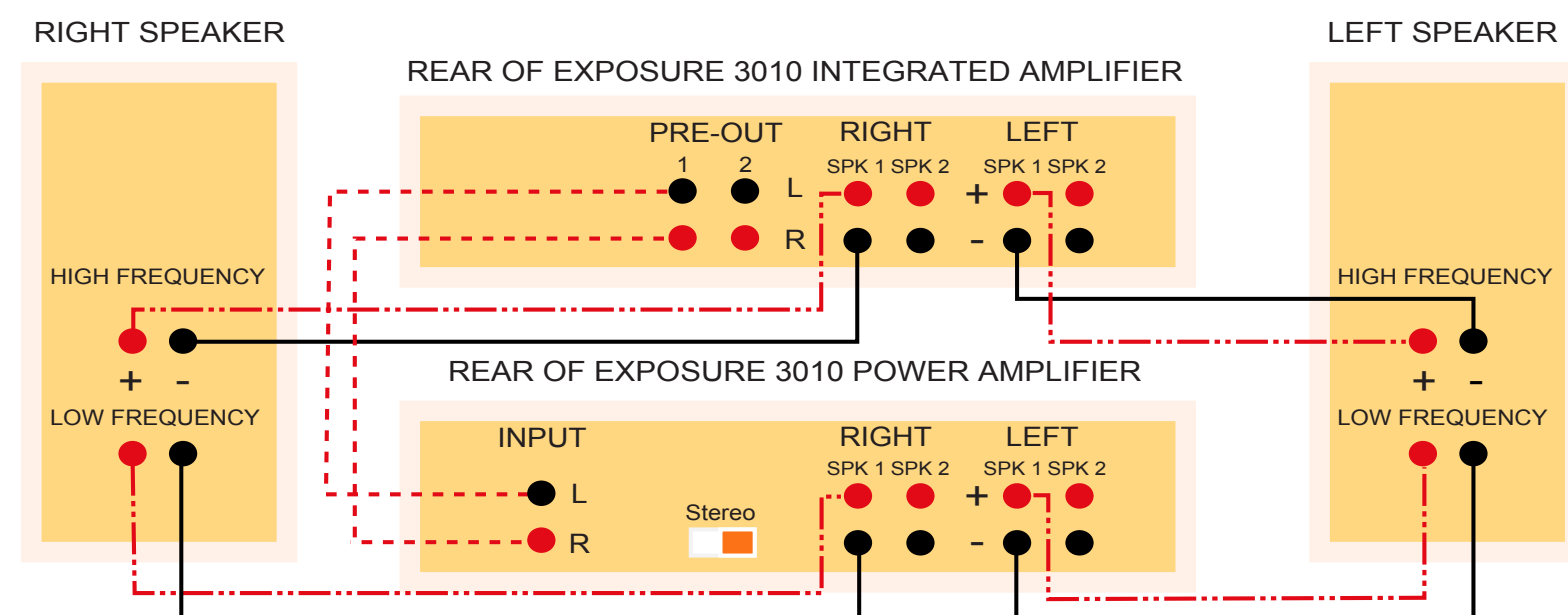 RIGHT SPEAKER
LEFT SPEAKER
REAR OF EXPOSURE 3010 INTEGRATED AMPLIFIER
PRE-OUT RIGHT LEFT
1 2 SPK 1 SPK 2 SPK 1 SPK 2
L +
R -
HIGH FREQUENCY
HIGH FREQUENCY
REAR OF EXPOSURE 3010 POWER AMPLIFIER
+ -
+ -
LOW FREQUENCY
LOW FREQUENCY
INPUT RIGHT LEFT
SPK 1 SPK 2 SPK 1 SPK 2
L +
Stereo
R -